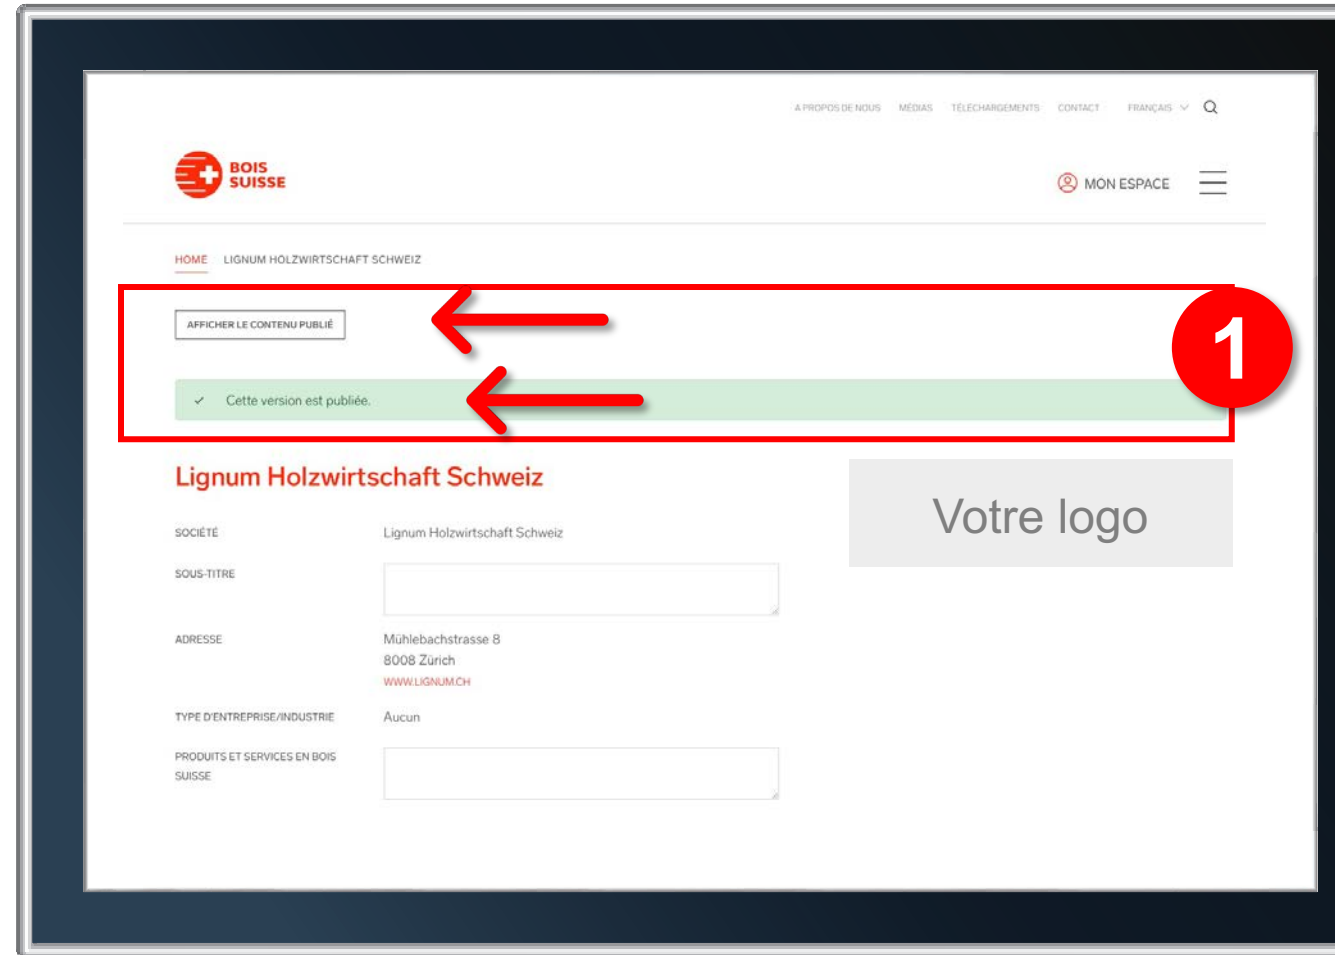 A PROPOS DE NOUS MÉDIAS TÉLÉCHARGEMENTS CONTACT FRANÇAIS
BOIS
SUISSE
MON ESPACE
HOME LIGNUM HOLZWIRTSCHAFT SCHWEIZ
AFFICHER LE CONTENU PUBLIÉ
1
Cette version est publiée.
Lignum Holzwirtschaft Schweiz
Votre logo
SOCIÉTÉ Lignum Holzwirtschaft Schweiz
SOUS-TITRE
ADRESSE Mühlebachstrasse 8
8008 Zürich
WWW.LIGNUM.CH
TYPE D'ENTREPRISE/INDUSTRIE Aucun
PRODUITS ET SERVICES EN BOIS
SUISSE